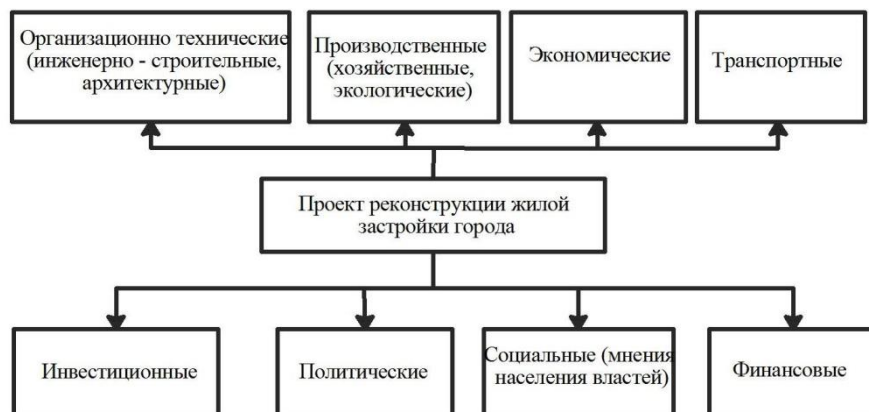 Организационно технические
(инженерно - строительные,
архитектурные)
Производственные
(хозяйственные,
экологические)
Экономические
Транспортные
Проект реконструкции жилой
застройки города
Инвестиционные
Политические
Социальные (мнения
населения властей)
Финансовые